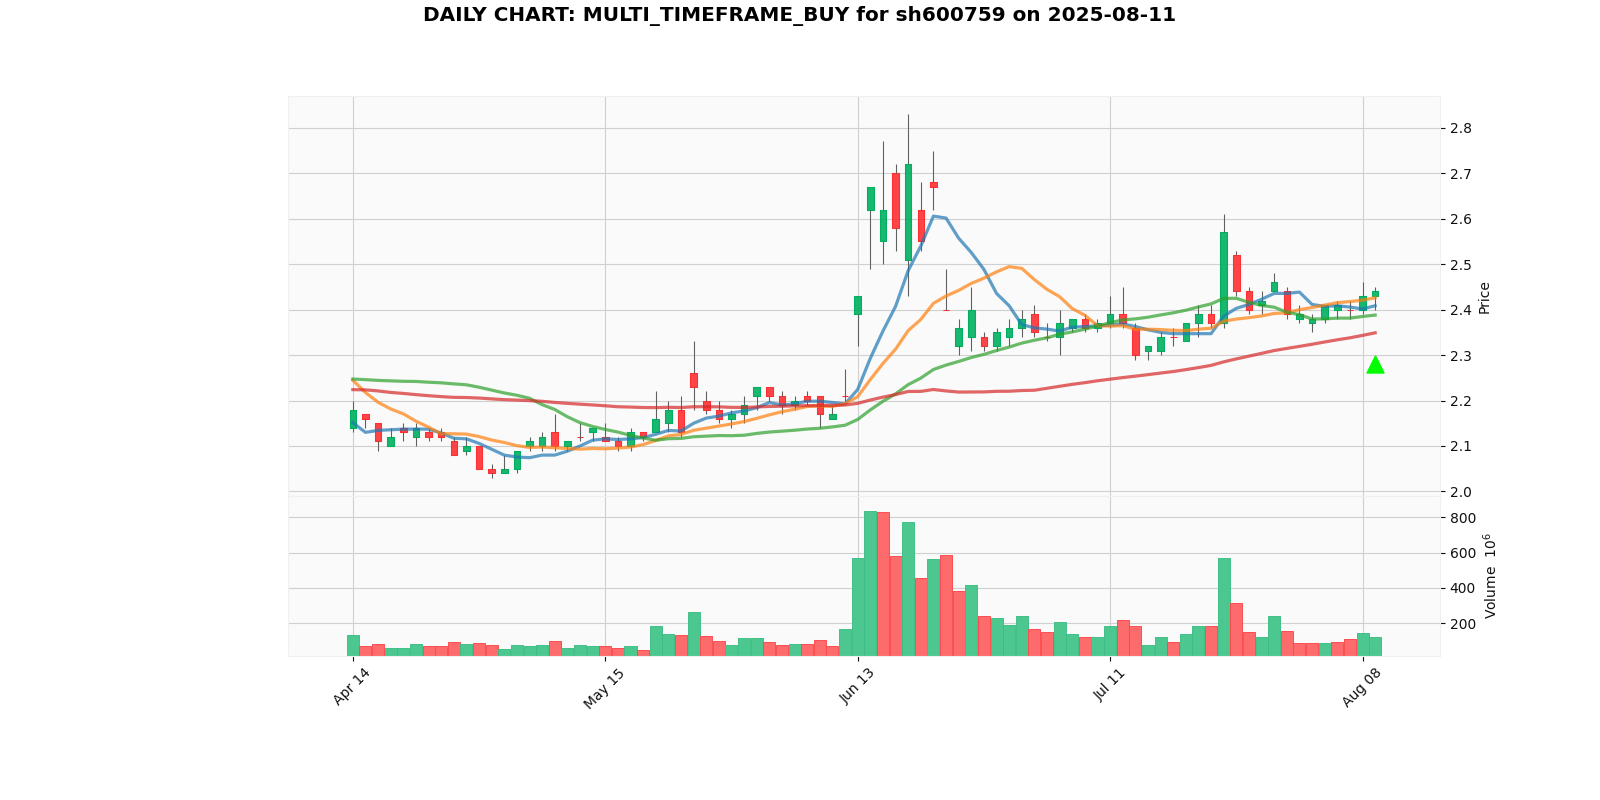 DAILY CHART: MULTI_TIMEFRAME_BUY for sh600759 on 2025-08-11
2.8
2.7
2.6
2.5
2.4
2.3
2.2
2.1
2.0
Price
800
600
400
200
Volume 10⁶
Apr 14
May 15
Jun 13
Jul 11
Aug 08